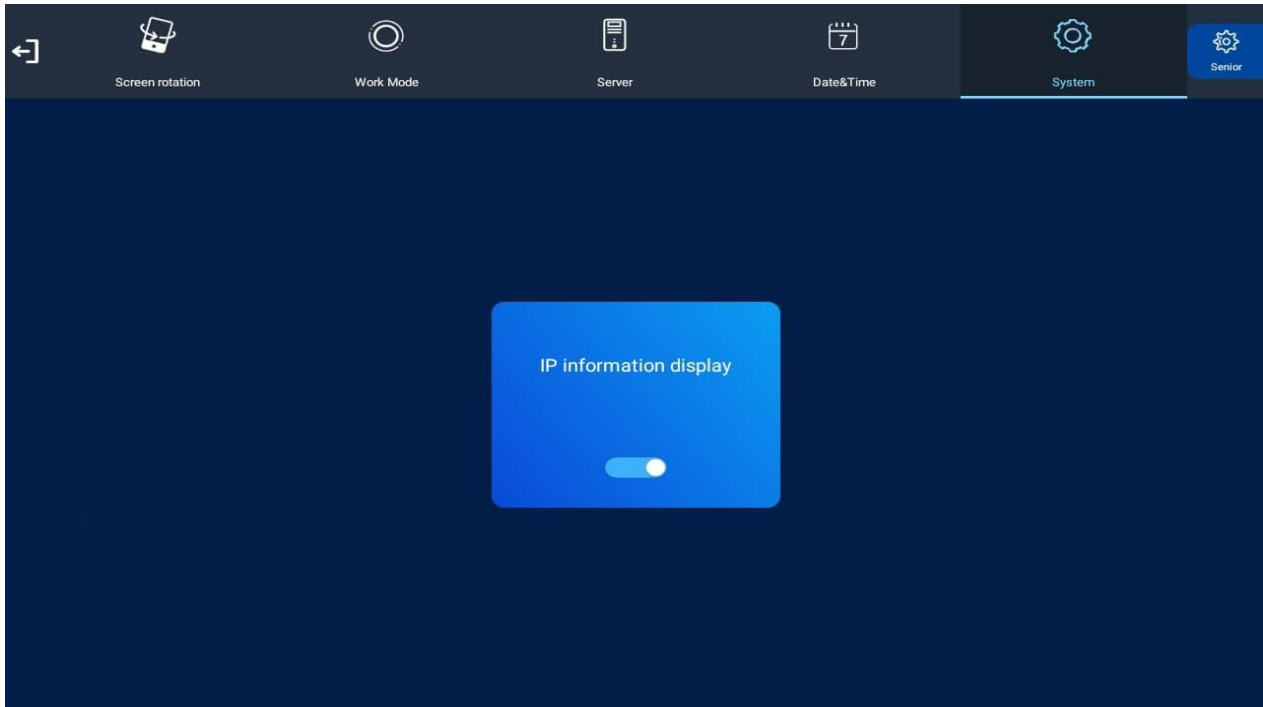 Screen rotation
Work Mode
Server
7
Date&Time
System
Senior
IP information display